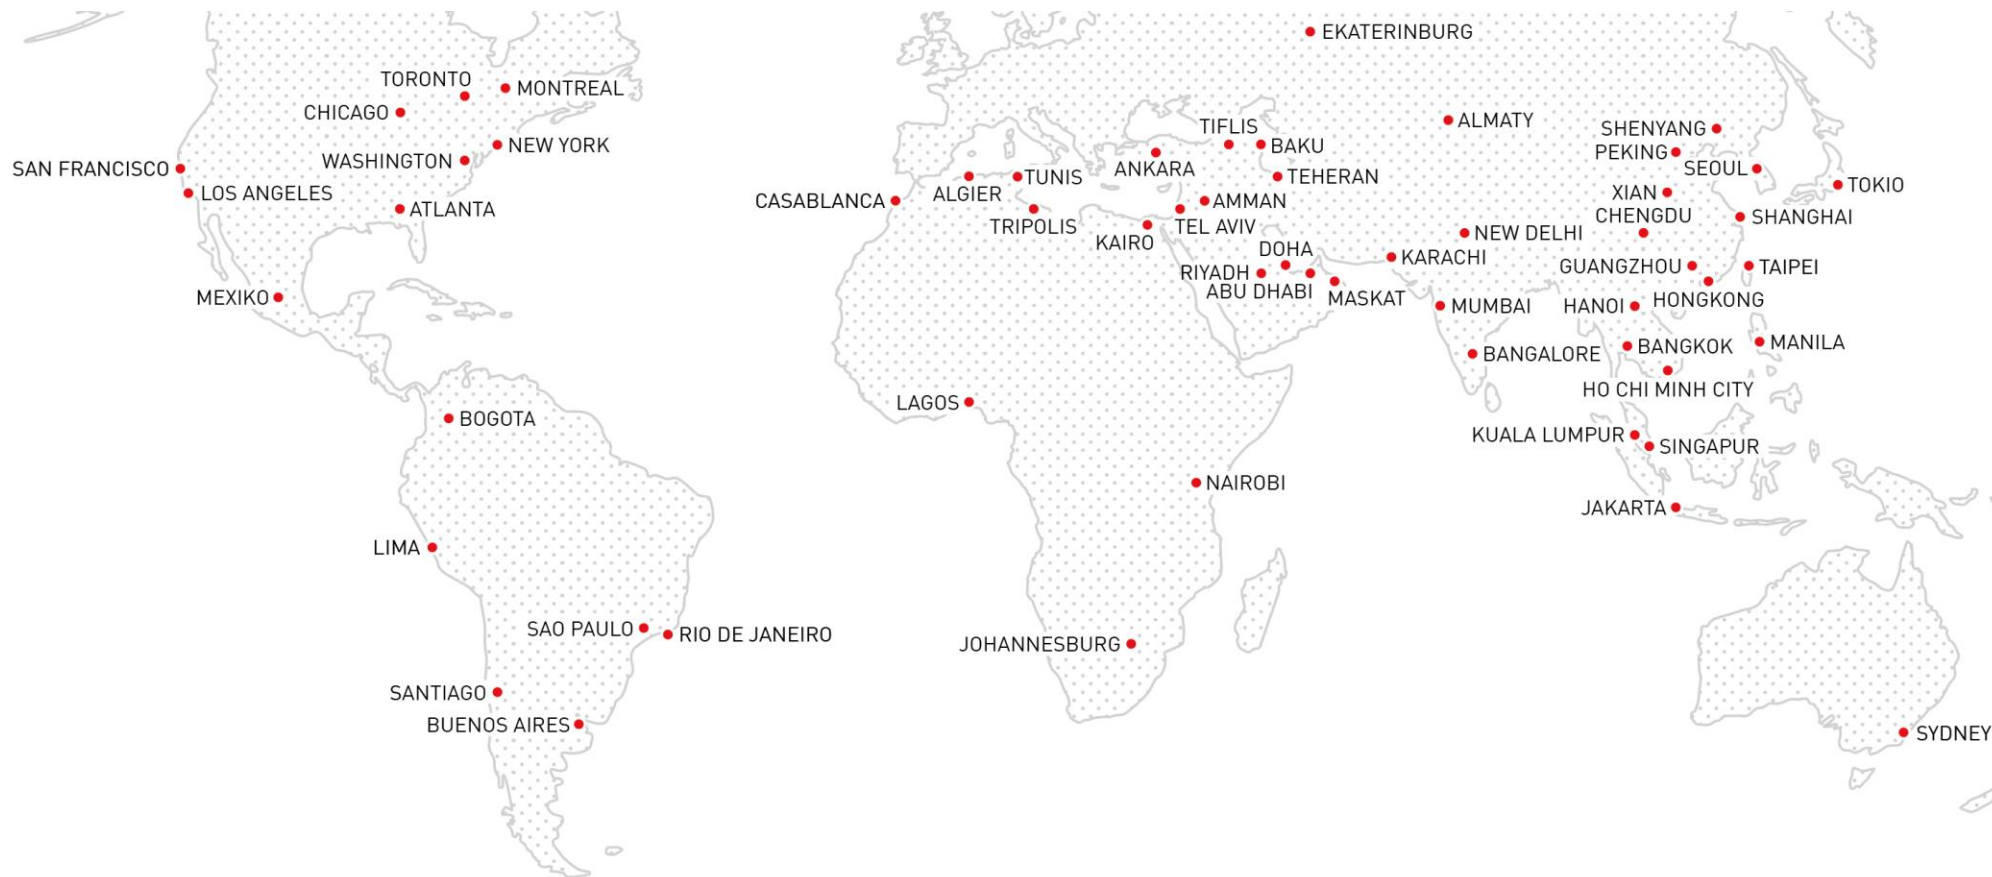 EKATERINBURG
TORONTO
MONTREAL
CHICAGO
NEW YORK
WASHINGTON
SAN FRANCISCO
LOS ANGELES
ATLANTA
MEXIKO
BOGOTA
LIMA
SAO PAULO
RIO DE JANEIRO
SANTIAGO
BUENOS AIRES
CASABLANCA
ALGIER
TUNIS
TRIPOLIS
KAIRO
ANKARA
TIFLIS
BAKU
TEHERAN
AMMAN
TEL AVIV
DOHA
RIYADH
ABU DHABI
MASKAT
LAGOS
NAIROBI
JOHANNESBURG
ALMATY
NEW DELHI
KARACHI
MUMBAI
BANGALORE
SHENYANG
PEKING
SEOUL
TOKIO
XIAN
CHENGDU
SHANGHAI
GUANGZHOU
TAIPEI
HANOI
HONGKONG
BANGKOK
MANILA
HO CHI MINH CITY
KUALA LUMPUR
SINGAPUR
JAKARTA
SYDNEY